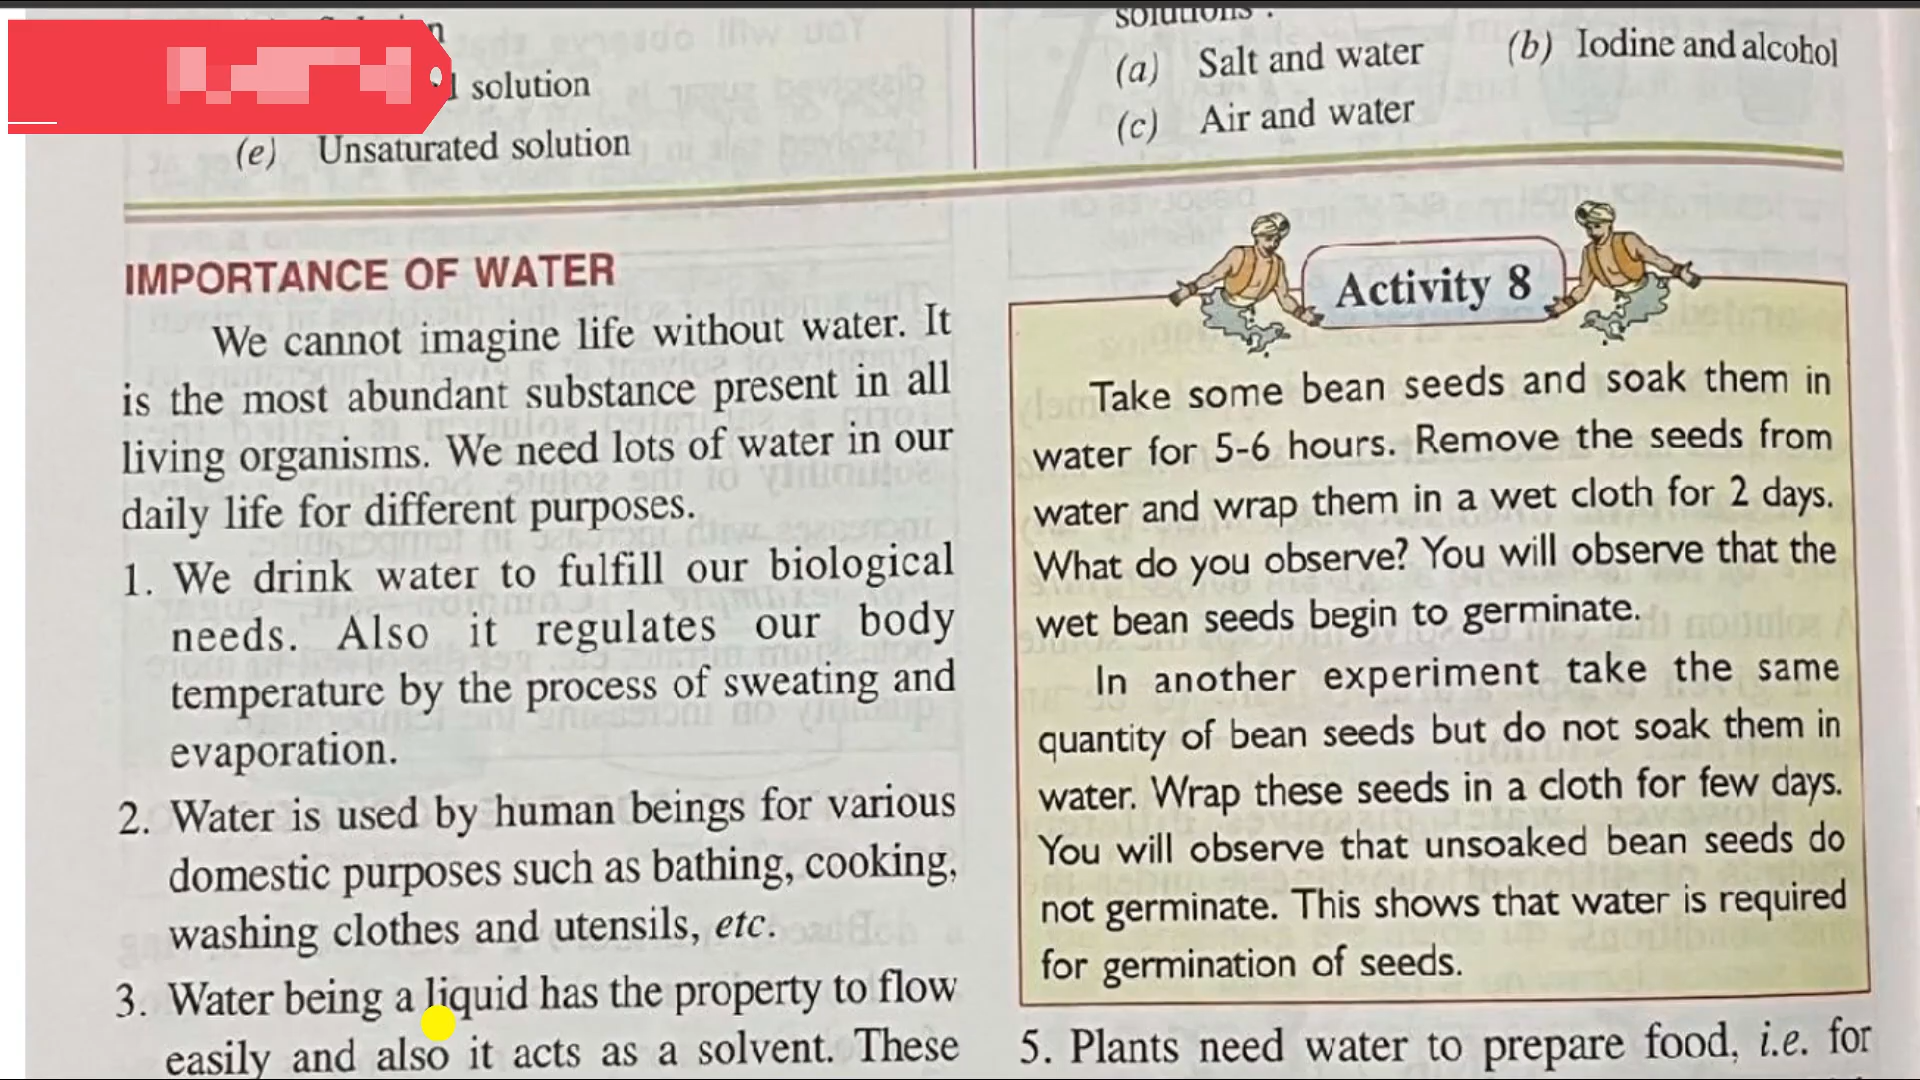 solution
(e) Unsaturated solution
solutions :
(a) Salt and water (b) Iodine and alcohol
(c) Air and water
IMPORTANCE OF WATER
We cannot imagine life without water. It
is the most abundant substance present in all
living organisms. We need lots of water in our
daily life for different purposes.
1. We drink water to fulfill our biological
needs. Also it regulates our body
temperature by the process of sweating and
evaporation.
2. Water is used by human beings for various
domestic purposes such as bathing, cooking,
washing clothes and utensils, etc.
3. Water being a liquid has the property to flow
easily and also it acts as a solvent. These
Activity 8
Take some bean seeds and soak them in
water for 5-6 hours. Remove the seeds from
water and wrap them in a wet cloth for 2 days.
What do you observe? You will observe that the
wet bean seeds begin to germinate.
In another experiment take the same
quantity of bean seeds but do not soak them in
water. Wrap these seeds in a cloth for few days.
You will observe that unsoaked bean seeds do
not germinate. This shows that water is required
for germination of seeds.
5. Plants need water to prepare food, i.e. for